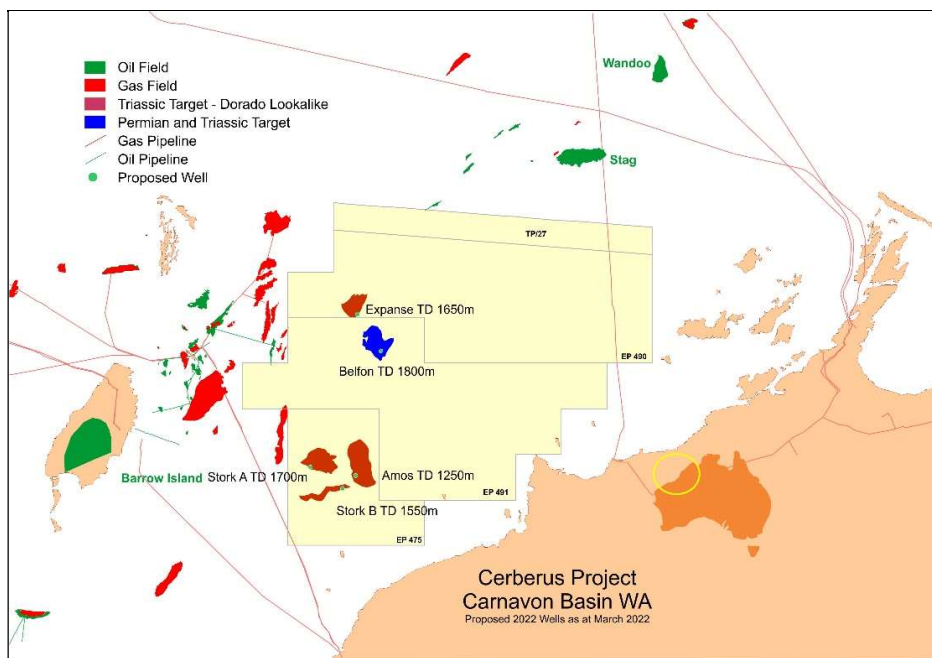 Wandoo
Oil Field
Gas Field
Triassic Target - Dorado Lookalike
Permian and Triassic Target
Gas Pipeline
Oil Pipeline
Proposed Well
Stag
TP/27
Expanse TD 1650m
EP 490
Belfon TD 1800m
Barrow Island
Stork A TD 1700m
Amos TD 1250m
EP 491
Stork B TD 1550m
EP 475
Cerberus Project
Carnavon Basin WA
Proposed 2022 Wells as at March 2022